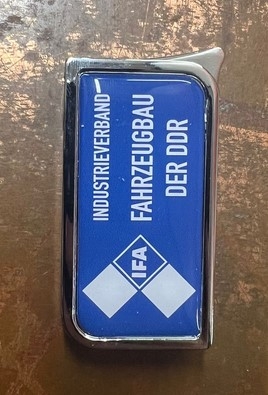 INDUSTRIEVERBAND
FAHRZEUGBAU
DER DDR
IFA